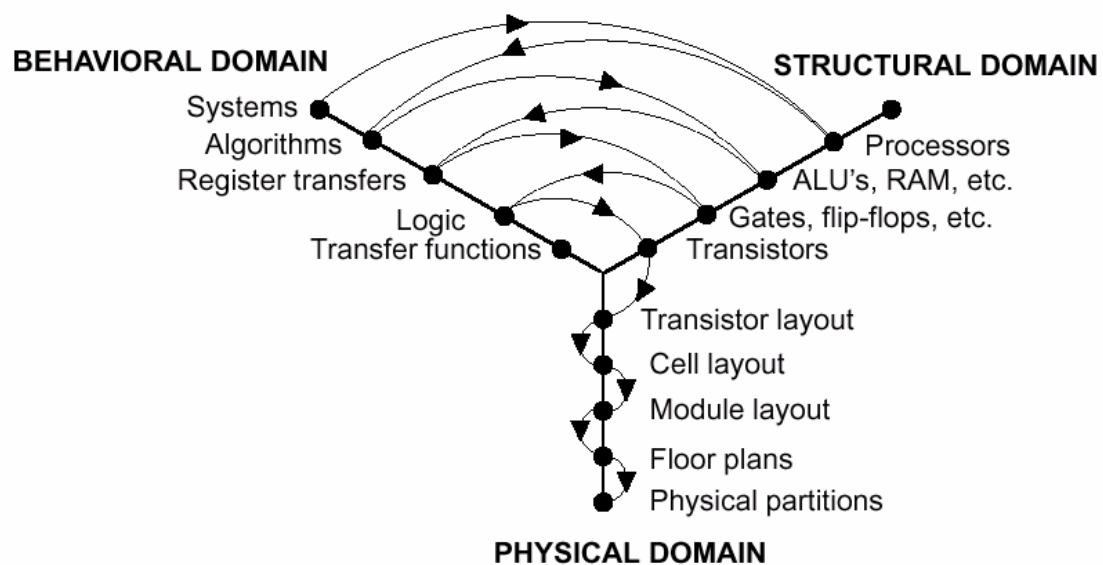 BEHAVIORAL DOMAIN
STRUCTURAL DOMAIN
Systems
Algorithms
Register transfers
Logic
Transfer functions
Processors
ALU's, RAM, etc.
Gates, flip-flops, etc.
Transistors
Transistor layout
Cell layout
Module layout
Floor plans
Physical partitions
PHYSICAL DOMAIN